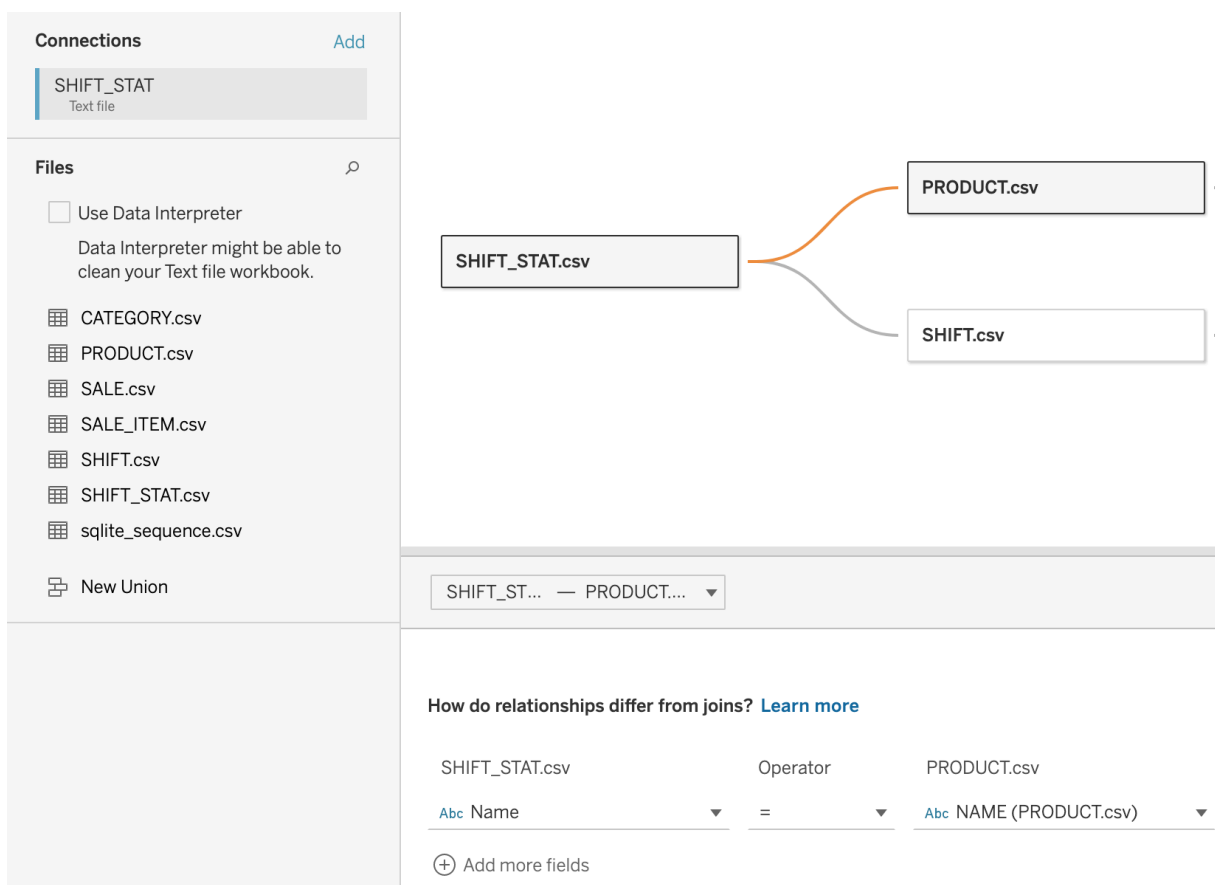 Connections
Add
SHIFT_STAT
Text file
Files
Use Data Interpreter
Data Interpreter might be able to
clean your Text file workbook.
CATEGORY.csv
PRODUCT.csv
SALE.csv
SALE_ITEM.csv
SHIFT.csv
SHIFT_STAT.csv
sqlite_sequence.csv
New Union
SHIFT_STAT.csv
PRODUCT.csv
SHIFT.csv
SHIFT_ST... — PRODUCT....
How do relationships differ from joins? Learn more
SHIFT_STAT.csv Operator PRODUCT.csv
Abc Name = Abc NAME (PRODUCT.csv)
Add more fields